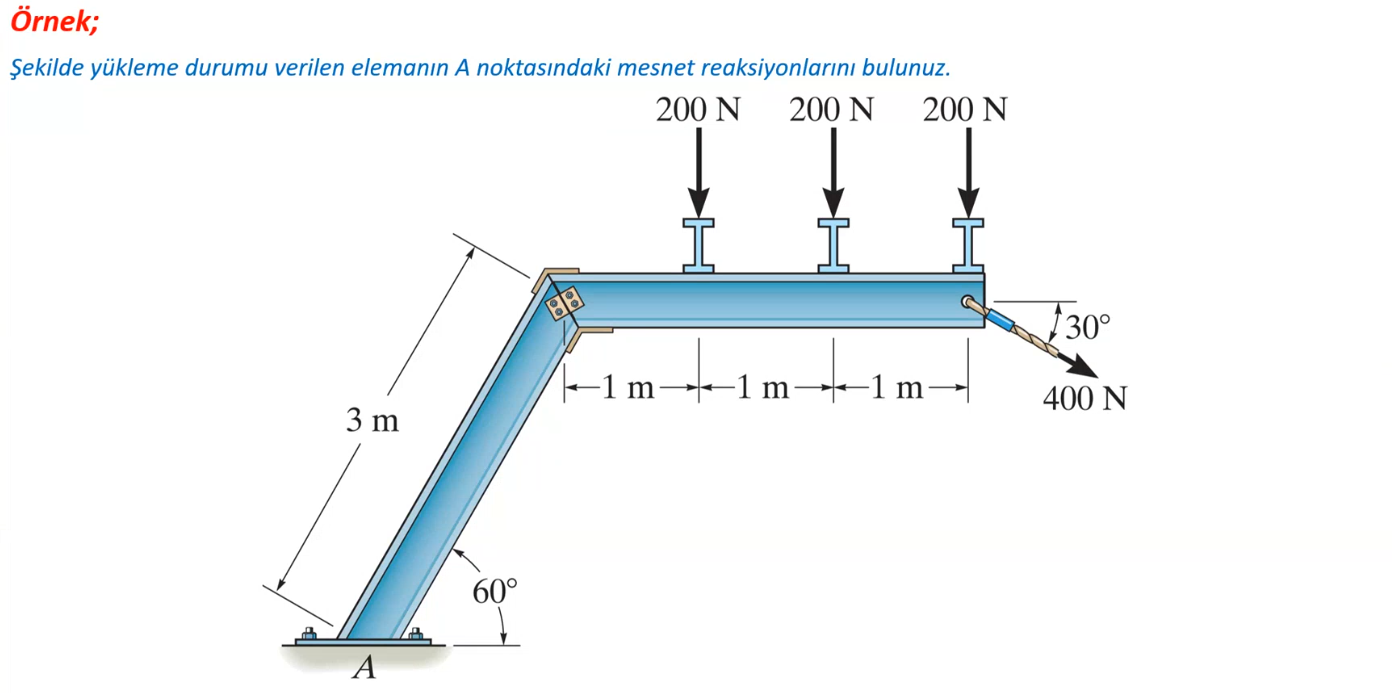 Örnek;
Şekilde yükleme durumu verilen elemanın A noktasındaki mesnet reaksiyonlarını bulunuz.
200 N 200 N 200 N
30°
1 m 1 m 1 m
400 N
3 m
60°
A